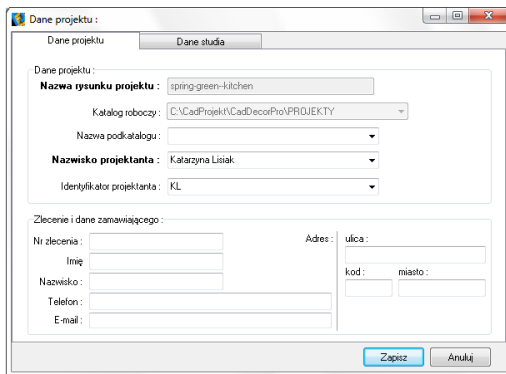 Dane projektu :
Dane projektu
Dane studia
Dane projektu :
Nazwa rysunku projektu : spring-green--kitchen
Katalog roboczy : C:\CadProjekt\CadDecorPro\PROJEKTY
Nazwa podkatalogu :
Nazwisko projektanta : Katarzyna Lisiak
Identyfikator projektanta : KL
Zlecenie i dane zamawiającego :
Nr zlecenia :
Imię
Nazwisko :
Telefon :
E-mail :
Adres : ulica :
kod : miasto :
Zapisz Anuluj